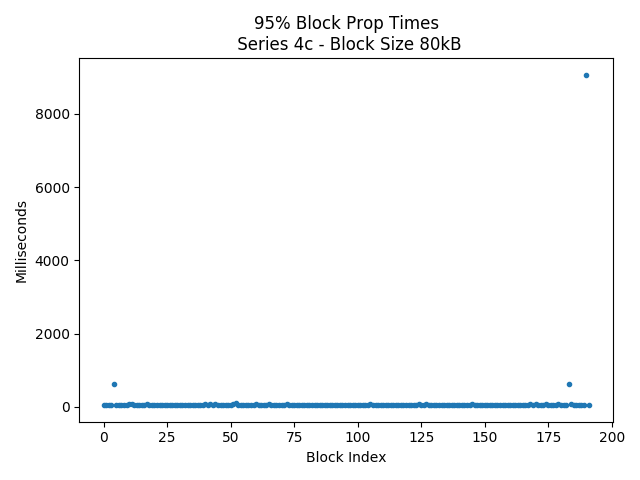 95% Block Prop Times
Series 4c - Block Size 80kB
Milliseconds
8000
6000
4000
2000
0
0 25 50 75 100 125 150 175 200
Block Index